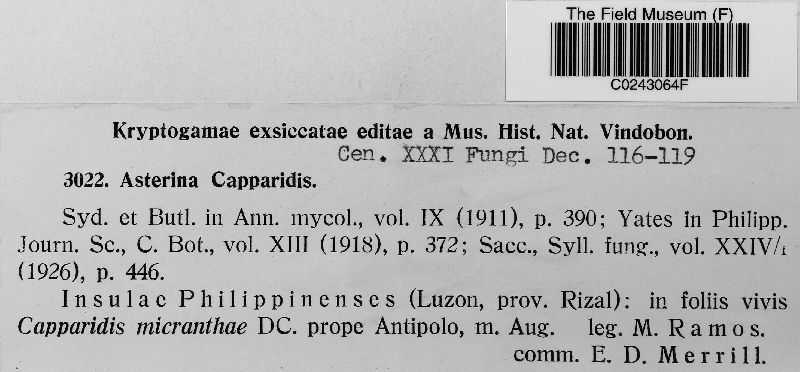 The Field Museum (F)
C0243064F
Kryptogamae exsiccatae editae a Mus. Hist. Nat. Vindobon.
Cen. XXXI Fungi Dec. 116-119
3022. Asterina Capparidis.
Syd. et Butl. in Ann. mycol., vol. IX (1911), p. 390; Yates in Philipp.
Journ. Sc., C. Bot., vol. XIII (1918), p. 372; Sacc., Syll. fung., vol. XXIV/1
(1926), p. 446.
Insulae Philippinenses (Luzon, prov. Rizal): in foliis vivis
Capparidis micranthae DC. prope Antipolo, m. Aug. leg. M. Ramos.
comm. E. D. Merrill.